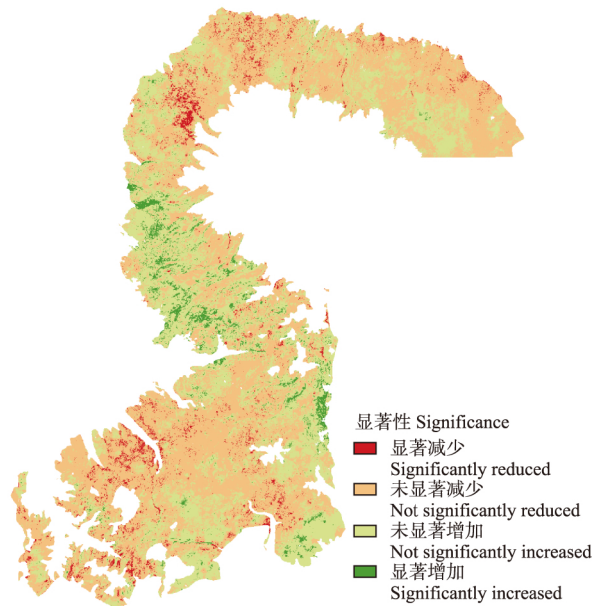 显著性 Significance
显著减少
Significantly reduced
未显著减少
Not significantly reduced
未显著增加
Not significantly increased
显著增加
Significantly increased